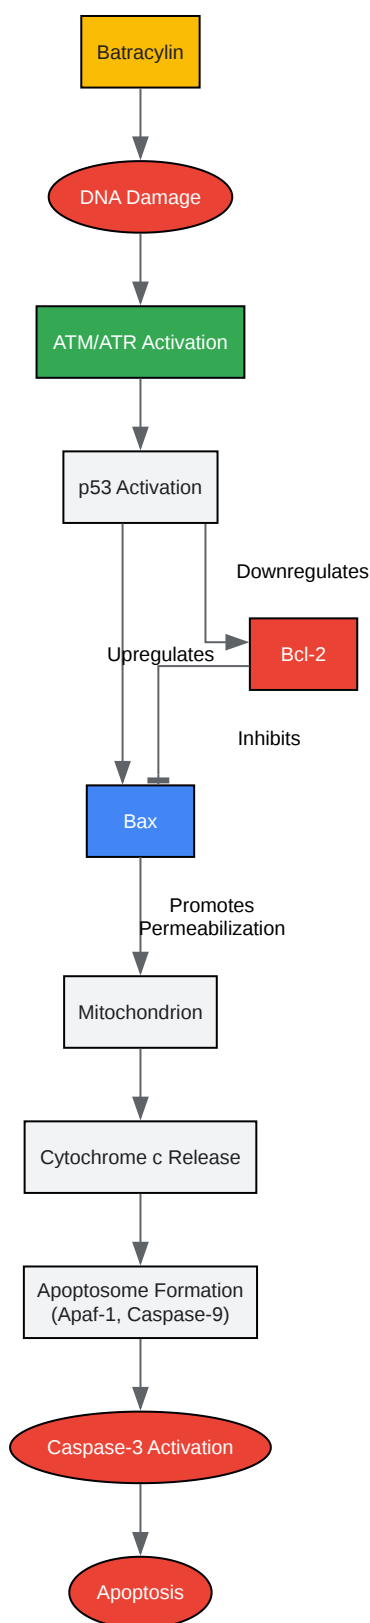 Batracylin
DNA Damage
ATM/ATR Activation
p53 Activation
Downregulates
Upregulates
Bcl-2
Inhibits
Bax
Promotes
Permeabilization
Mitochondrion
Cytochrome c Release
Apoptosome Formation
(Apaf-1, Caspase-9)
Caspase-3 Activation
Apoptosis